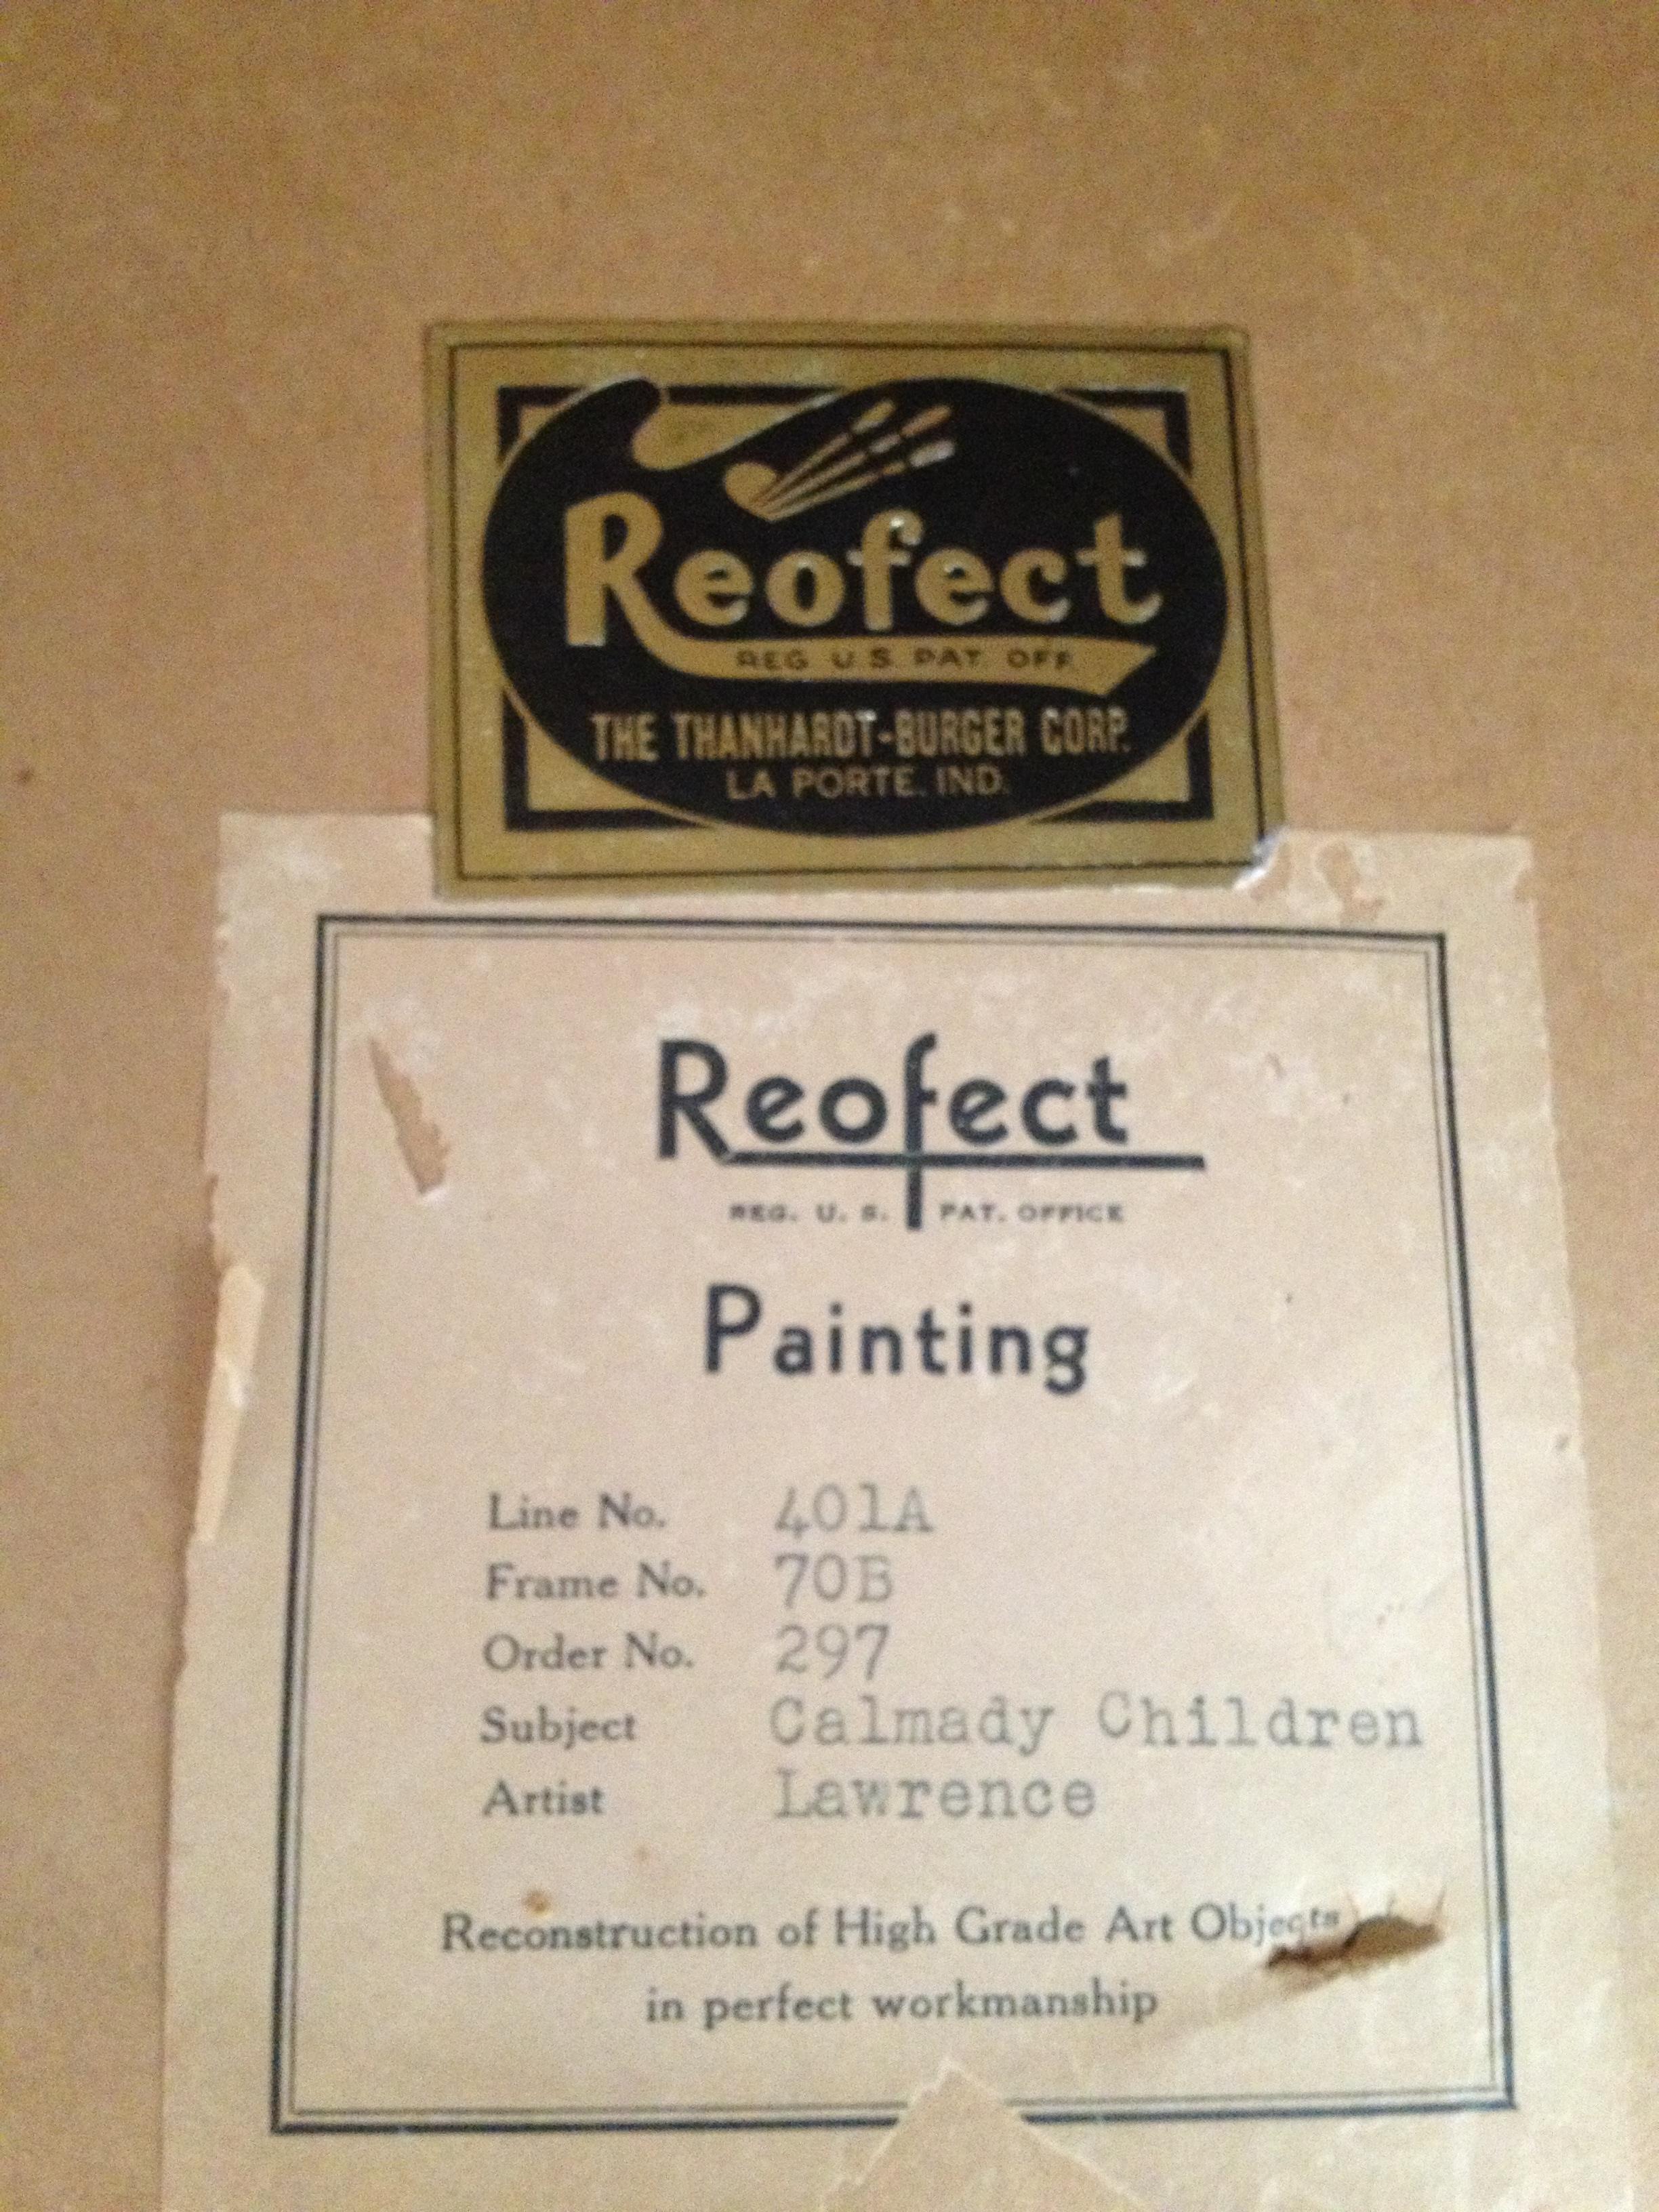 Reofect
REG U.S. PAT. OFF.
THE THANHARDT-BURGER CORP.
LA PORTE. IND.
Reofect
REG. U. S. PAT. OFFICE
Painting
Line No. 401A
Frame No. 70B
Order No. 297
Subject Calmady Children
Artist Lawrence
Reconstruction of High Grade Art Objects
in perfect workmanship